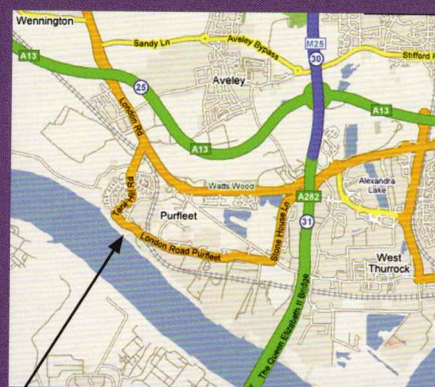 Wennington
Sandy Ln
Aveley Bypass
M25
30
Stifford
A13
25
Aveley
London Rd
A13
A13
Watts Wood
Alexandra
Lake
A282
Tank Hill Rd
Purfleet
Stone House Ln
31
London Road Purfleet
West
Thurrock
The Queen Elizabeth II Bridge